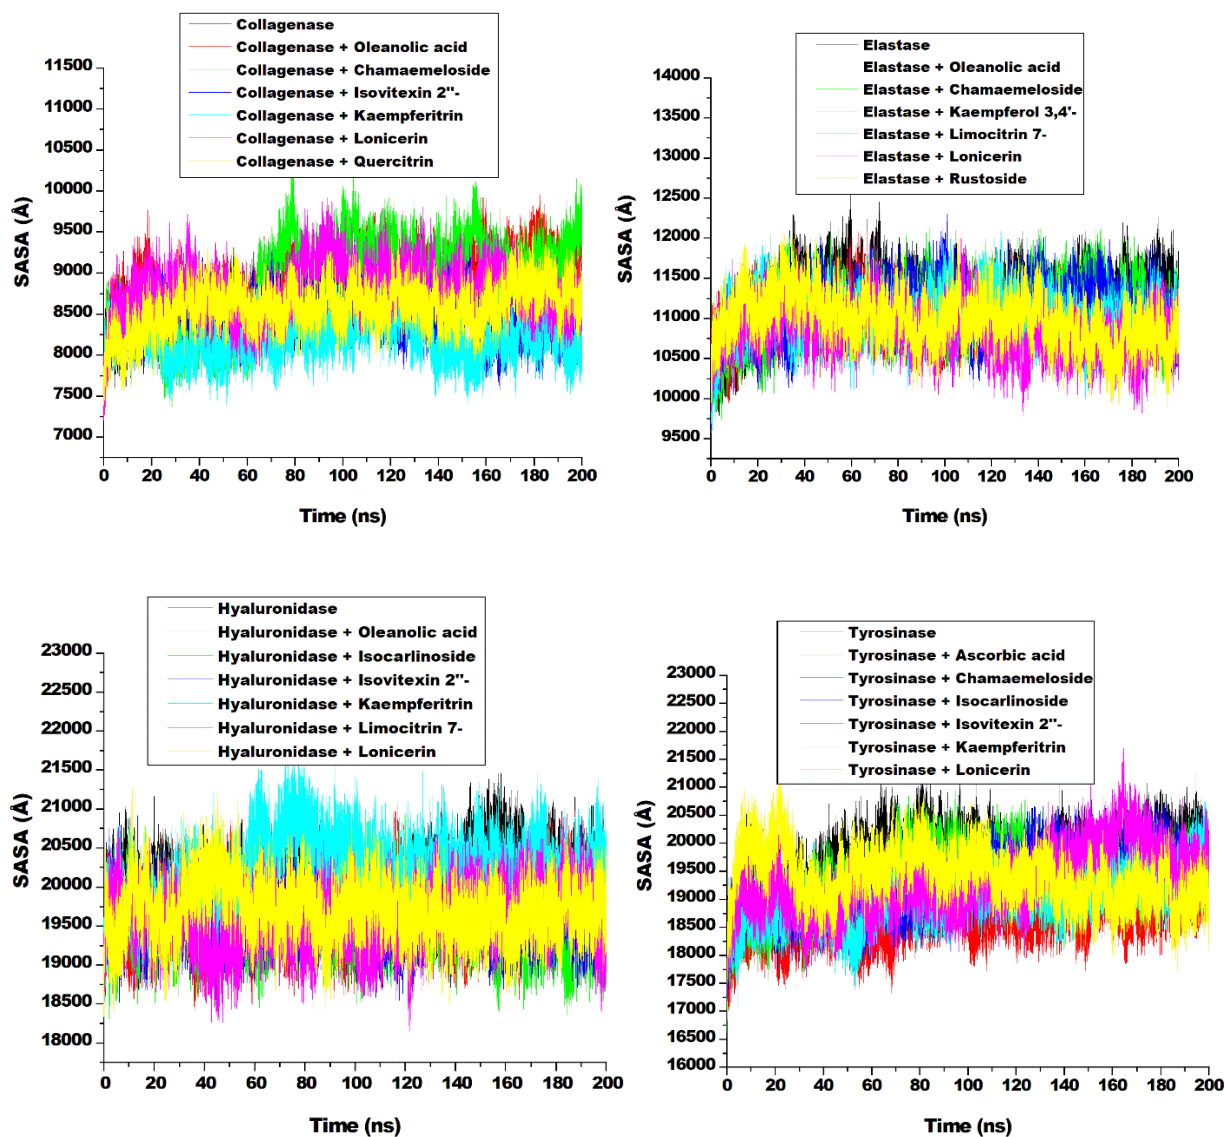 Collagenase
Collagenase + Oleanolic acid
Collagenase + Chamaemeloside
Collagenase + Isovitexin 2"-
Collagenase + Kaempferitrin
Collagenase + Lonicerin
Collagenase + Quercitrin
11500
11000
10500
10000
9500
9000
8500
8000
7500
7000
SASA (Å)
0 20 40 60 80 100 120 140 160 180 200
Time (ns)
Elastase
Elastase + Oleanolic acid
Elastase + Chamaemeloside
Elastase + Kaempferol 3,4'-
Elastase + Limocitrin 7-
Elastase + Lonicerin
Elastase + Rustoside
14000
13500
13000
12500
12000
11500
11000
10500
10000
9500
SASA (Å)
0 20 40 60 80 100 120 140 160 180 200
Time (ns)
Hyaluronidase
Hyaluronidase + Oleanolic acid
Hyaluronidase + Isocarlinoside
Hyaluronidase + Isovitexin 2"-
Hyaluronidase + Kaempferitrin
Hyaluronidase + Limocitrin 7-
Hyaluronidase + Lonicerin
23000
22500
22000
21500
21000
20500
20000
19500
19000
18500
18000
SASA (Å)
0 20 40 60 80 100 120 140 160 180 200
Time (ns)
Tyrosinase
Tyrosinase + Ascorbic acid
Tyrosinase + Chamaemeloside
Tyrosinase + Isocarlinoside
Tyrosinase + Isovitexin 2"-
Tyrosinase + Kaempferitrin
Tyrosinase + Lonicerin
23000
22500
22000
21500
21000
20500
20000
19500
19000
18500
18000
17500
17000
16500
16000
SASA (Å)
0 20 40 60 80 100 120 140 160 180 200
Time (ns)